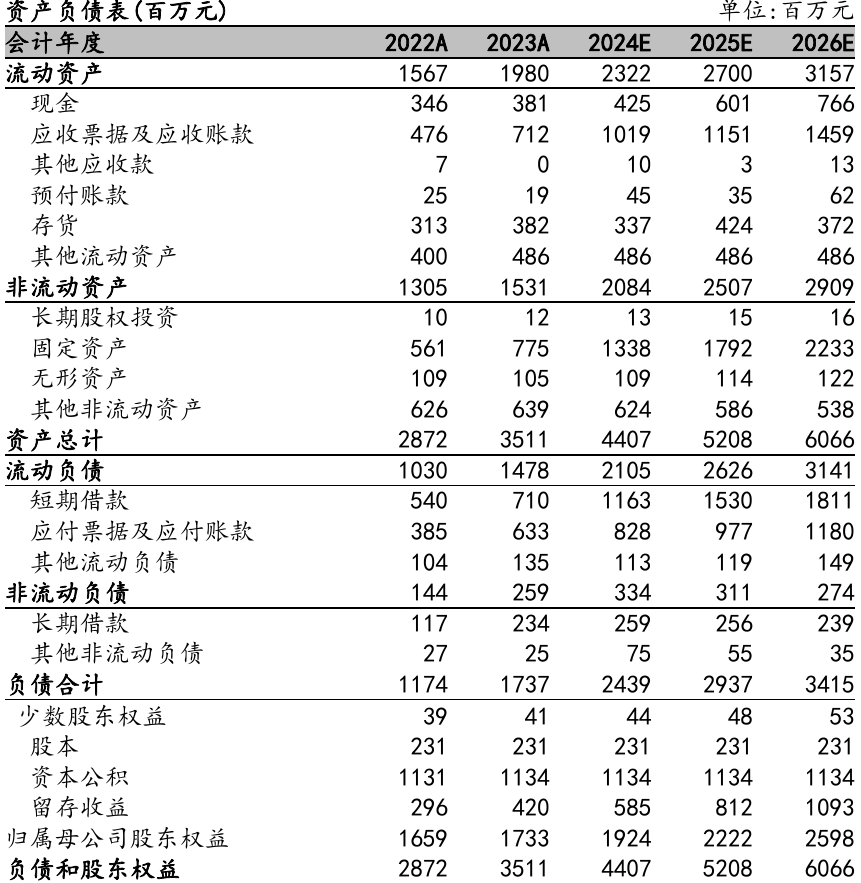 资产负债表(百万元) 单位:百万元
会计年度 2022A 2023A 2024E 2025E 2026E
流动资产 1567 1980 2322 2700 3157
现金 346 381 425 601 766
应收票据及应收账款 476 712 1019 1151 1459
其他应收款 7 0 10 3 13
预付账款 25 19 45 35 62
存货 313 382 337 424 372
其他流动资产 400 486 486 486 486
非流动资产 1305 1531 2084 2507 2909
长期股权投资 10 12 13 15 16
固定资产 561 775 1338 1792 2233
无形资产 109 105 109 114 122
其他非流动资产 626 639 624 586 538
资产总计 2872 3511 4407 5208 6066
流动负债 1030 1478 2105 2626 3141
短期借款 540 710 1163 1530 1811
应付票据及应付账款 385 633 828 977 1180
其他流动负债 104 135 113 119 149
非流动负债 144 259 334 311 274
长期借款 117 234 259 256 239
其他非流动负债 27 25 75 55 35
负债合计 1174 1737 2439 2937 3415
少数股东权益 39 41 44 48 53
股本 231 231 231 231 231
资本公积 1131 1134 1134 1134 1134
留存收益 296 420 585 812 1093
归属母公司股东权益 1659 1733 1924 2222 2598
负债和股东权益 2872 3511 4407 5208 6066